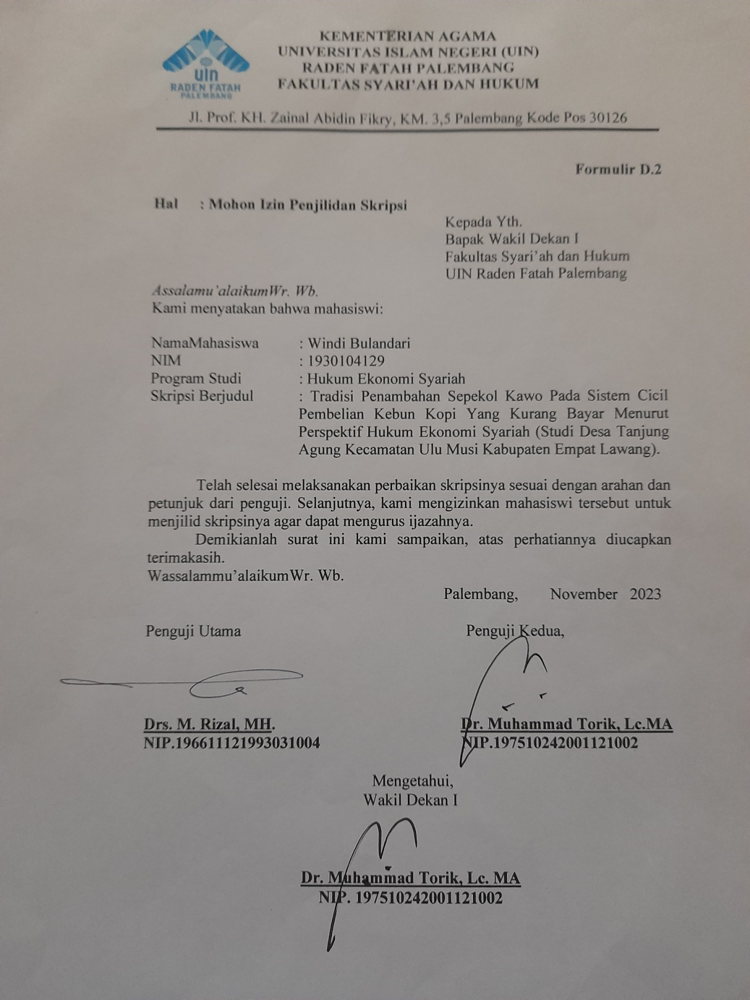 KEMENTERIAN AGAMA
UNIVERSITAS ISLAM NEGERI (UIN)
RADEN FATAH PALEMBANG
FAKULTAS SYARI'AH DAN HUKUM
uin
RADEN FATAH
PALEMBANG
Jl. Prof. KH. Zainal Abidin Fikry, KM. 3,5 Palembang Kode Pos 30126
Formulir D.2
Hal : Mohon Izin Penjilidan Skripsi
Kepada Yth.
Bapak Wakil Dekan I
Fakultas Syari'ah dan Hukum
UIN Raden Fatah Palembang
Assalamu'alaikumWr. Wb.
Kami menyatakan bahwa mahasiswi:
NamaMahasiswa : Windi Bulandari
NIM : 1930104129
Program Studi : Hukum Ekonomi Syariah
Skripsi Berjudul : Tradisi Penambahan Sepekol Kawo Pada Sistem Cicil
Pembelian Kebun Kopi Yang Kurang Bayar Menurut
Perspektif Hukum Ekonomi Syariah (Studi Desa Tanjung
Agung Kecamatan Ulu Musi Kabupaten Empat Lawang).
Telah selesai melaksanakan perbaikan skripsinya sesuai dengan arahan dan
petunjuk dari penguji. Selanjutnya, kami mengizinkan mahasiswi tersebut untuk
menjilid skripsinya agar dapat mengurus ijazahnya.
Demikianlah surat ini kami sampaikan, atas perhatiannya diucapkan
terimakasih.
Wassalammu'alaikumWr. Wb.
Palembang, November 2023
Penguji Utama Penguji Kedua,
Drs. M. Rizal, MH. Dr. Muhammad Torik, Lc.MA
NIP.196611121993031004 NIP.197510242001121002
Mengetahui,
Wakil Dekan I
Dr. Muhammad Torik, Lc. MA
NIP. 197510242001121002